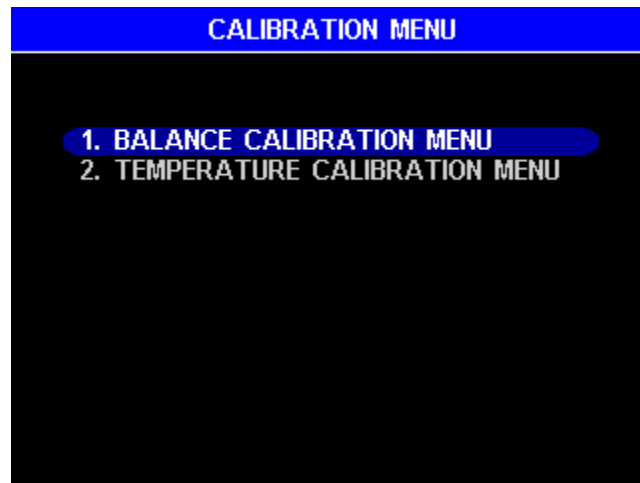 CALIBRATION MENU
1. BALANCE CALIBRATION MENU
2. TEMPERATURE CALIBRATION MENU